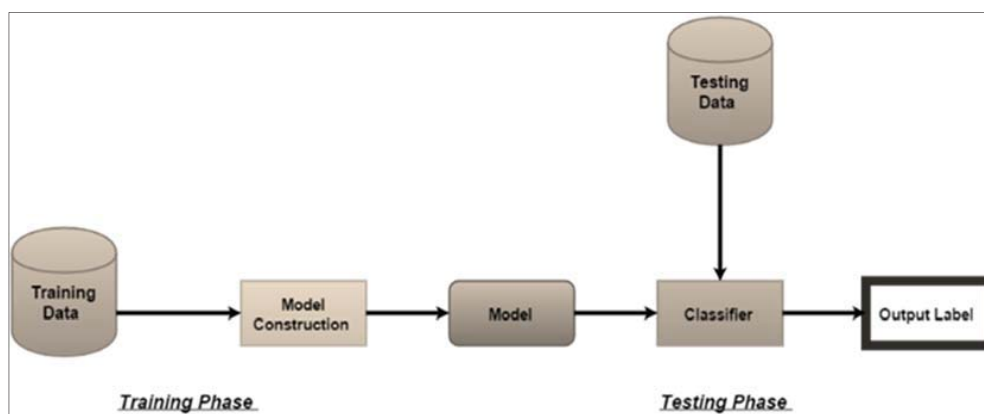 Testing
Data
Training
Data
Model
Construction
Model
Classifier
Output Label
Training Phase
Testing Phase